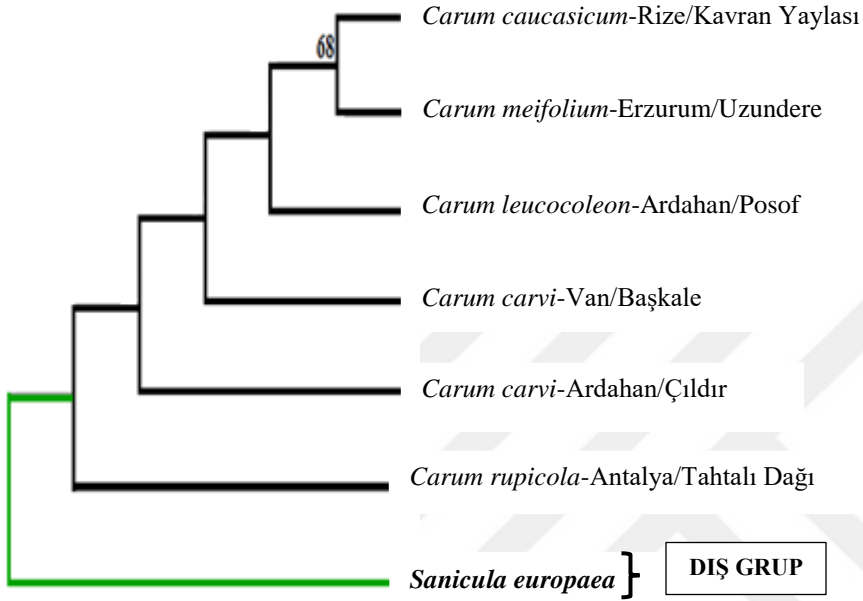 Carum caucasicum-Rize/Kavran Yaylası
68
Carum meifolium-Erzurum/Uzundere
Carum leucocoleon-Ardahan/Posof
Carum carvi-Van/Başkale
Carum carvi-Ardahan/Çıldır
Carum rupicola-Antalya/Tahtalı Dağı
Sanicula europaea } DIŞ GRUP